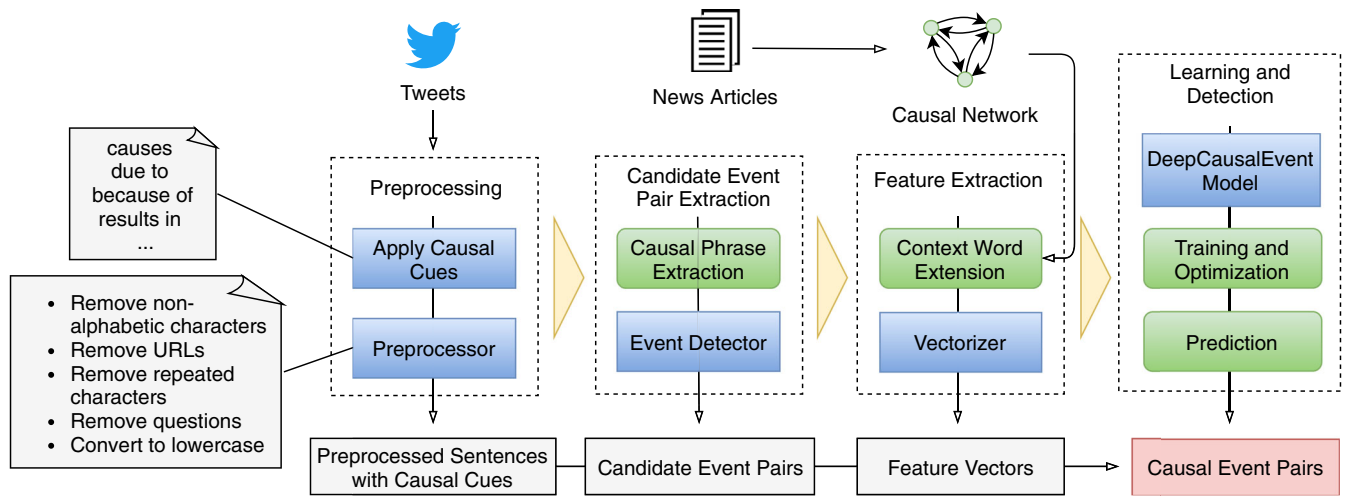 Tweets
News Articles
Causal Network
causes
due to
because of
results in
...
• Remove non-
alphabetic characters
• Remove URLs
• Remove repeated
characters
• Remove questions
• Convert to lowercase
Preprocessing
Apply Causal
Cues
Preprocessor
Candidate Event
Pair Extraction
Causal Phrase
Extraction
Event Detector
Feature Extraction
Context Word
Extension
Vectorizer
Learning and
Detection
DeepCausalEvent
Model
Training and
Optimization
Prediction
Preprocessed Sentences
with Causal Cues
Candidate Event Pairs
Feature Vectors
Causal Event Pairs